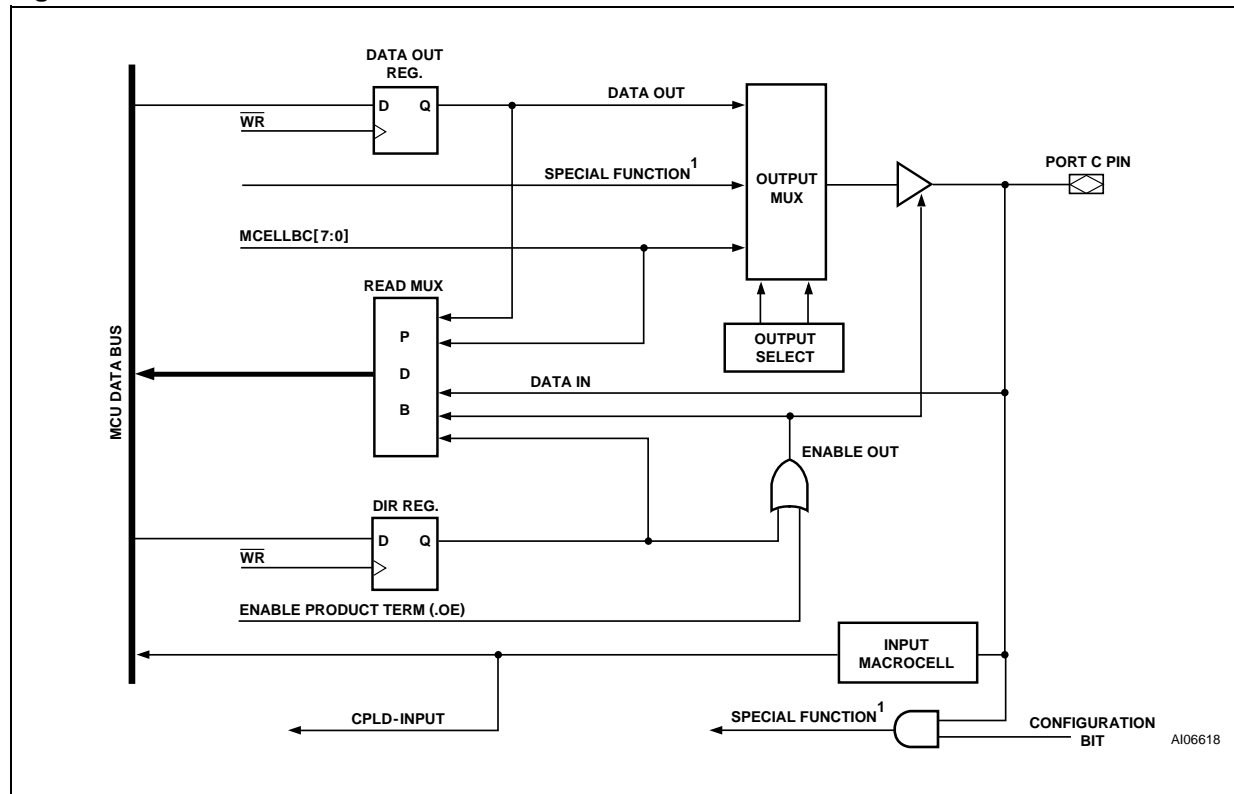 DATA OUT
REG.
D Q
WR
DATA OUT
SPECIAL FUNCTION1
OUTPUT
MUX
PORT C PIN
MCELLBC[7:0]
READ MUX
P
D
B
OUTPUT
SELECT
MCU DATA BUS
DATA IN
ENABLE OUT
DIR REG.
D Q
WR
ENABLE PRODUCT TERM (.OE)
INPUT
MACROCELL
CPLD-INPUT
SPECIAL FUNCTION1
CONFIGURATION
BIT
AI06618